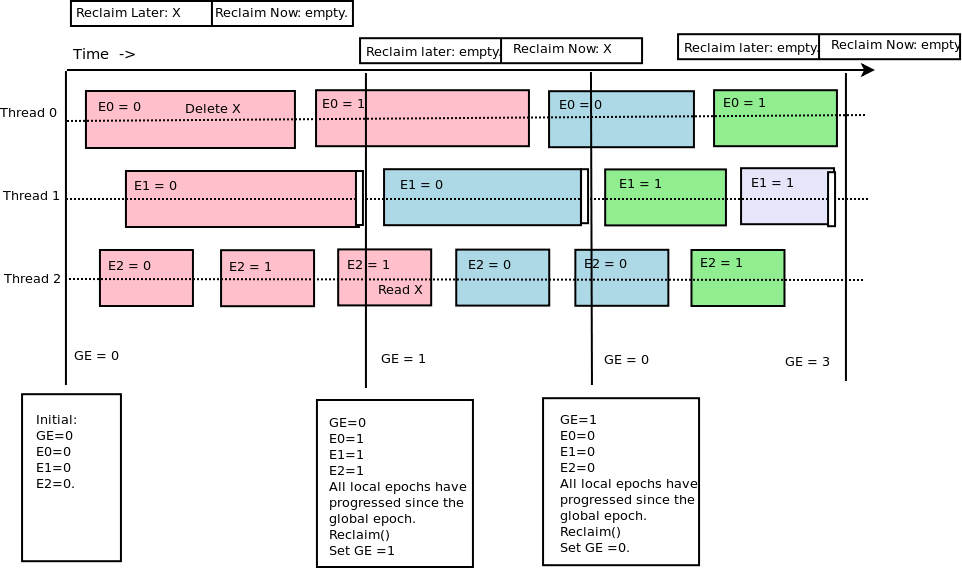 Reclaim Later: X
Reclaim Now: empty.
Reclaim later: empty.
Reclaim Now: X
Reclaim later: empty.
Reclaim Now: empty
Time ->
Thread 0
E0 = 0
Delete X
E0 = 1
E0 = 0
E0 = 1
Thread 1
E1 = 0
E1 = 0
E1 = 1
E1 = 1
Thread 2
E2 = 0
E2 = 1
E2 = 1
Read X
E2 = 0
E2 = 0
E2 = 1
GE = 0
GE = 1
GE = 0
GE = 3
Initial:
GE=0
E0=0
E1=0
E2=0.
GE=0
E0=1
E1=1
E2=1
All local epochs have
progressed since the
global epoch.
Reclaim()
Set GE =1
GE=1
E0=0
E1=0
E2=0
All local epochs have
progressed since the
global epoch.
Reclaim()
Set GE =0.